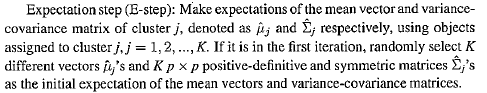 Expectation step (E-step): Make expectations of the mean vector and variance-
covariance matrix of cluster j, denoted as μ̂ⱼ and Σ̂ⱼ respectively, using objects
assigned to cluster j, j = 1, 2, ..., K. If it is in the first iteration, randomly select K
different vectors μ̂ⱼ's and K p × p positive-definitive and symmetric matrices Σ̂ⱼ's
as the initial expectation of the mean vectors and variance-covariance matrices.